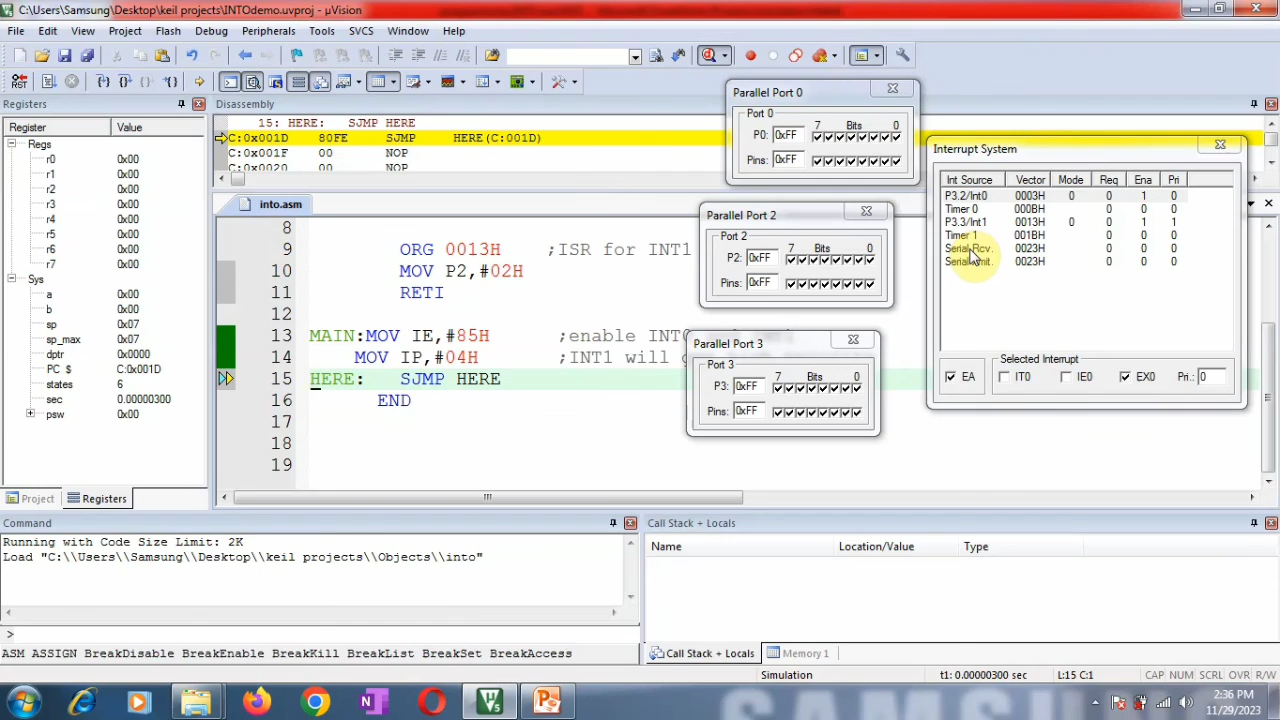 C:\Users\Samsung\Desktop\keil projects\INTOdemo.uvproj - µVision
File Edit View Project Flash Debug Peripherals Tools SVCS Window Help
Registers
Register Value
Regs
r0 0x00
r1 0x00
r2 0x00
r3 0x00
r4 0x00
r5 0x00
r6 0x00
r7 0x00
Sys
a 0x00
b 0x00
sp 0x07
sp_max 0x07
dptr 0x0000
PC $ C:0x001D
states 6
sec 0.00000300
psw 0x00
Project Registers
Disassembly
15: HERE: SJMP HERE
C:0x001D 80FE SJMP HERE(C:001D)
C:0x001F 00 NOP
C:0x0020 00 NOP
into.asm
8
9 ORG 0013H ;ISR for INT1
10 MOV P2,#02H
11 RETI
12
13 MAIN:MOV IE,#85H ;enable
14 MOV IP,#04H ;INT1 will
15 HERE: SJMP HERE
16 END
17
18
19
Parallel Port 0
Port 0
P0: 0xFF 7 Bits 0
Pins: 0xFF
Parallel Port 2
Port 2
P2: 0xFF 7 Bits 0
Pins: 0xFF
Parallel Port 3
Port 3
P3: 0xFF 7 Bits 0
Pins: 0xFF
Interrupt System
Int Source Vector Mode Req Ena Pri
P3.2/Int0 0003H 0 0 1 0
Timer 0 000BH 0 0 0
P3.3/Int1 0013H 0 0 1 1
Timer 1 001BH 0 0 0
Serial Rcv. 0023H 0 0 0
Serial Xmit. 0023H 0 0 0
Selected Interrupt
EA IT0 IE0 EX0 Pri.: 0
Command
Running with Code Size Limit: 2K
Load "C:\\Users\\Samsung\\Desktop\\keil projects\\Objects\\into"
>
ASM ASSIGN BreakDisable BreakEnable BreakKill BreakList BreakSet BreakAccess
Call Stack + Locals
Name Location/Value Type
Call Stack + Locals Memory 1
Simulation t1: 0.00000300 sec L:15 C:1 CAP NUM SCRL OVR R/W
2:36 PM
11/29/2023